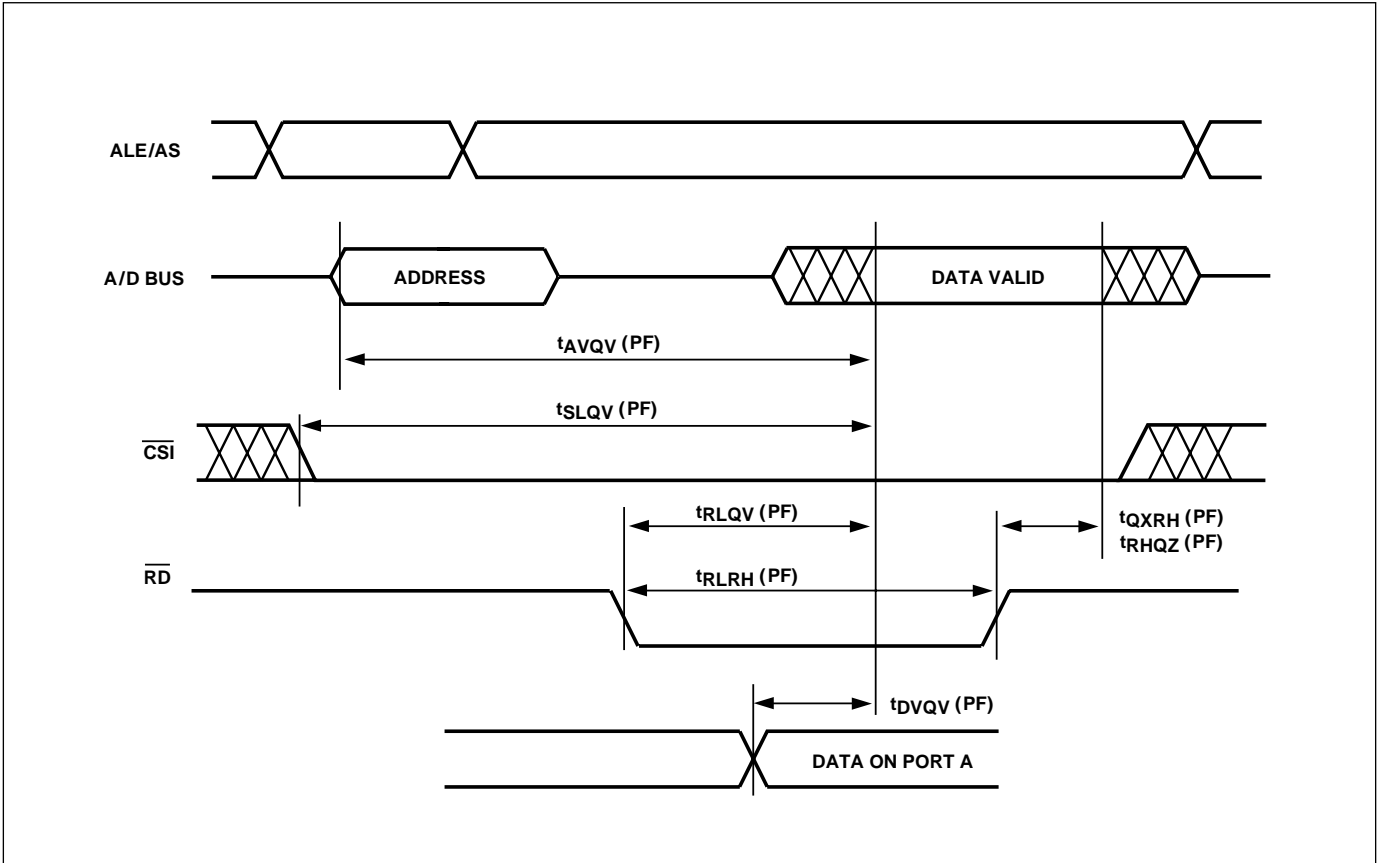 ALE/AS
A/D BUS
ADDRESS
DATA VALID
tAVQV (PF)
tSLQV (PF)
CSI
tRLQV (PF)
tQXRH (PF)
tRHQZ (PF)
RD
tRLRH (PF)
tDVQV (PF)
DATA ON PORT A